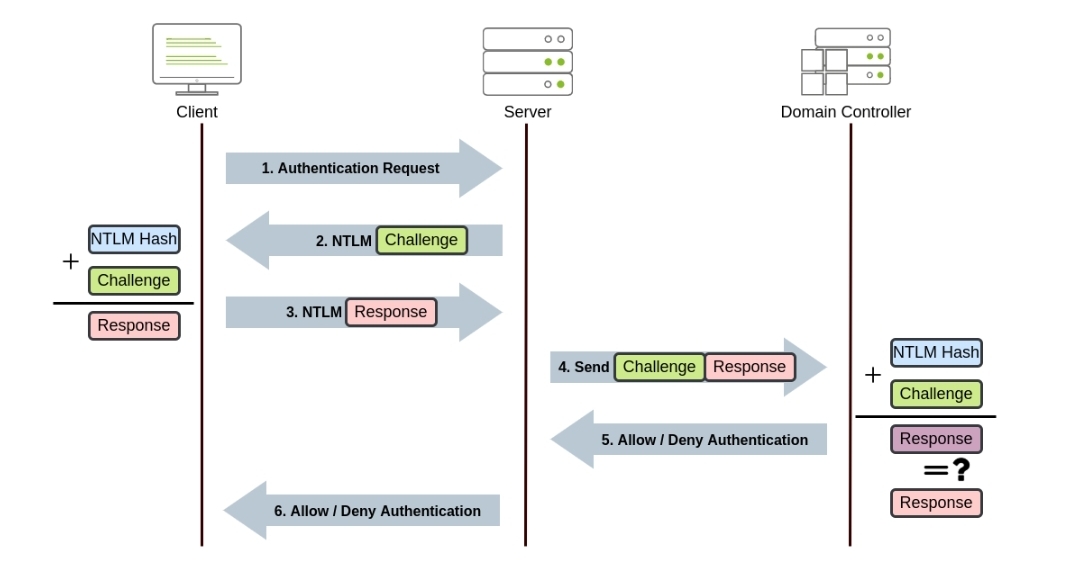 Client
Server
Domain Controller
1. Authentication Request
2. NTLM Challenge
NTLM Hash
+
Challenge
Response
3. NTLM Response
4. Send Challenge Response
NTLM Hash
+
Challenge
Response
=?
Response
5. Allow / Deny Authentication
6. Allow / Deny Authentication